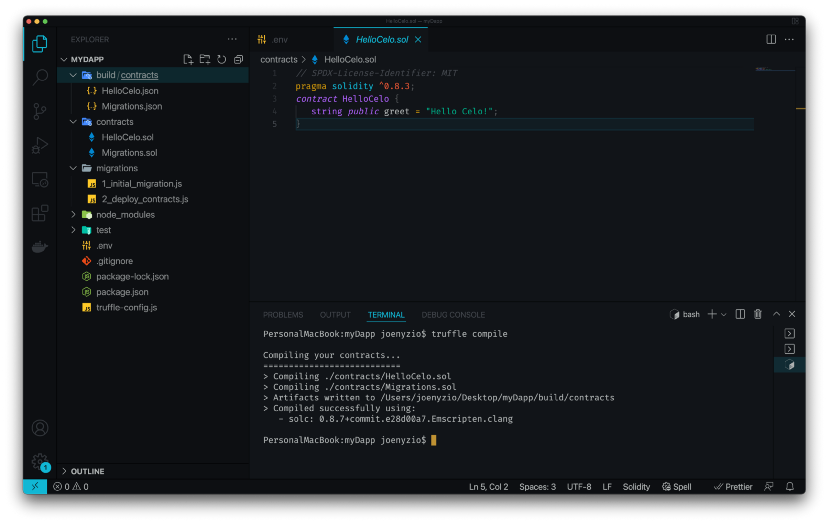 HelloCelo.sol — myDapp
EXPLORER
MYDAPP
build / contracts
HelloCelo.json
Migrations.json
contracts
HelloCelo.sol
Migrations.sol
migrations
1_initial_migration.js
2_deploy_contracts.js
node_modules
test
.env
.gitignore
package-lock.json
package.json
truffle-config.js
OUTLINE
.env
HelloCelo.sol
contracts > HelloCelo.sol
1 // SPDX-License-Identifier: MIT
2 pragma solidity ^0.8.3;
3 contract HelloCelo {
4 string public greet = "Hello Celo!";
5 }
PROBLEMS OUTPUT TERMINAL DEBUG CONSOLE
bash
PersonalMacBook:myDapp joenyzio$ truffle compile
Compiling your contracts...
===========================
> Compiling ./contracts/HelloCelo.sol
> Compiling ./contracts/Migrations.sol
> Artifacts written to /Users/joenyzio/Desktop/myDapp/build/contracts
> Compiled successfully using:
- solc: 0.8.7+commit.e28d00a7.Emscripten.clang
PersonalMacBook:myDapp joenyzio$
1
0 0 Ln 5, Col 2 Spaces: 3 UTF-8 LF Solidity Spell Prettier